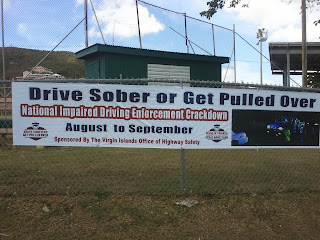 Drive Sober or Get Pulled Over
National Impaired Driving Enforcement Crackdown
August to September
Sponsored By The Virgin Islands Office of Highway Safety